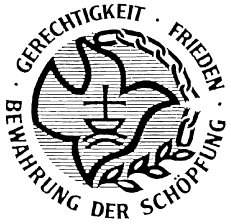 · GERECHTIGKEIT · FRIEDEN ·
BEWAHRUNG DER SCHÖPFUNG